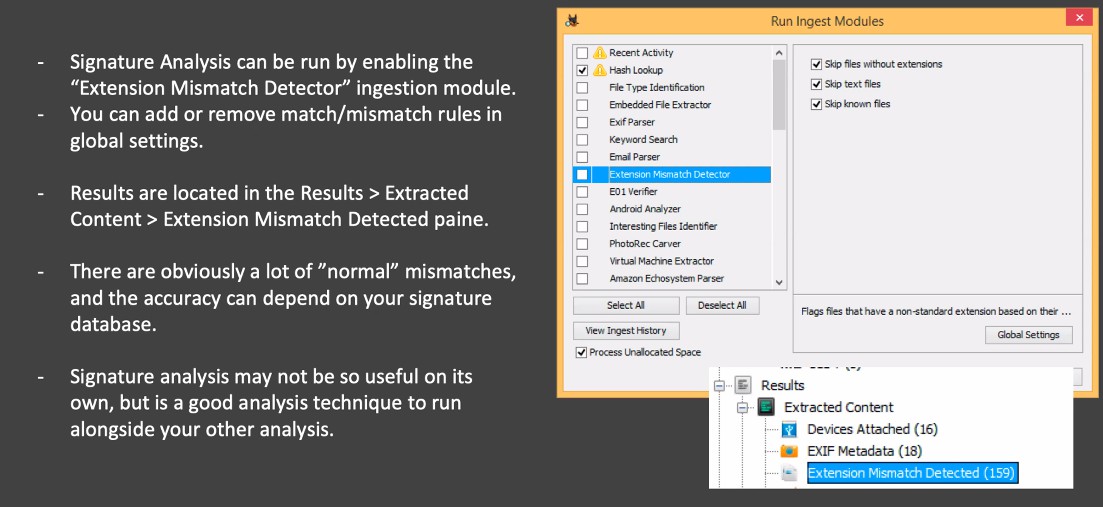 - Signature Analysis can be run by enabling the
“Extension Mismatch Detector” ingestion module.
- You can add or remove match/mismatch rules in
global settings.
- Results are located in the Results > Extracted
Content > Extension Mismatch Detected paine.
- There are obviously a lot of ”normal” mismatches,
and the accuracy can depend on your signature
database.
- Signature analysis may not be so useful on its
own, but is a good analysis technique to run
alongside your other analysis.
Run Ingest Modules
Recent Activity
Hash Lookup
File Type Identification
Embedded File Extractor
Exif Parser
Keyword Search
Email Parser
Extension Mismatch Detector
E01 Verifier
Android Analyzer
Interesting Files Identifier
PhotoRec Carver
Virtual Machine Extractor
Amazon Echosystem Parser
Select All
Deselect All
View Ingest History
Process Unallocated Space
Skip files without extensions
Skip text files
Skip known files
Flags files that have a non-standard extension based on their ...
Global Settings
Results
Extracted Content
Devices Attached (16)
EXIF Metadata (18)
Extension Mismatch Detected (159)